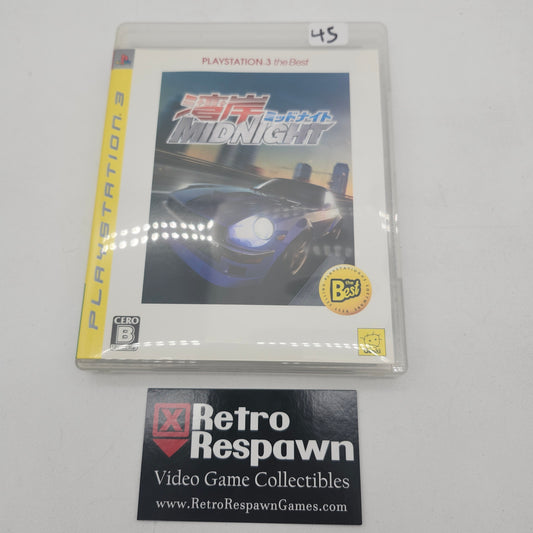 45
PLAYSTATION 3 the Best
PLAYSTATION 3
湾岸
ミッドナイト
MIDNIGHT
the Best
CERO
B
Retro
Respawn
Video Game Collectibles
www.RetroRespawnGames.com